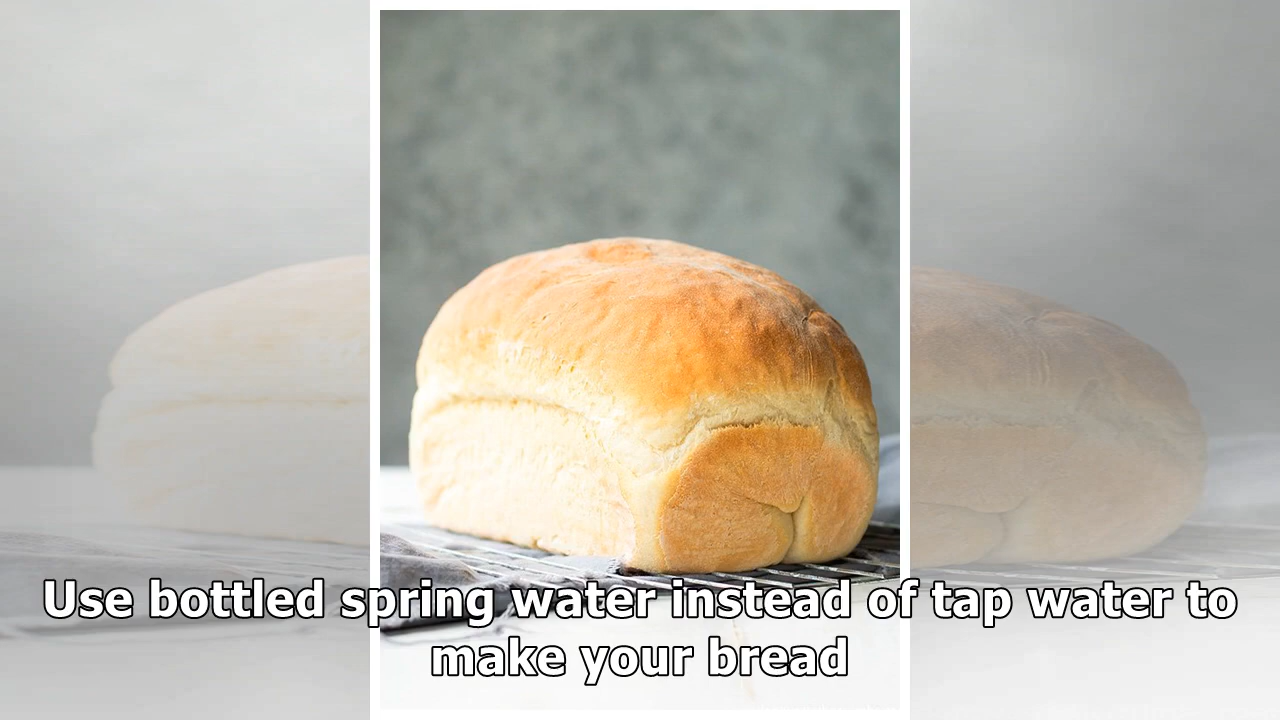 Use bottled spring water instead of tap water to
make your bread